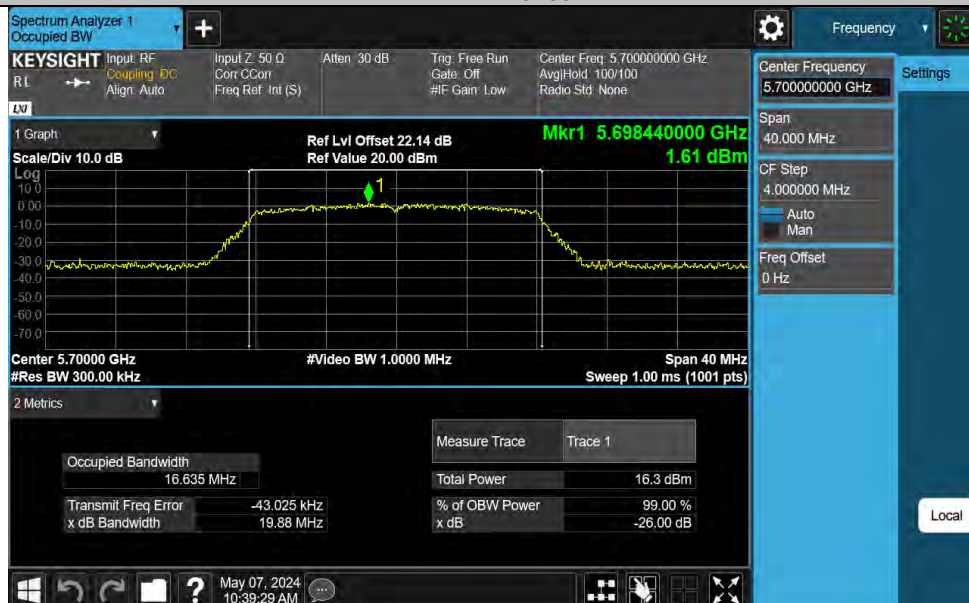 Spectrum Analyzer 1
Occupied BW
+
Frequency
KEYSIGHT
RL
LXI
Input: RF
Coupling: DC
Align: Auto
Input Z: 50 Ω
Corr CCorr
Freq Ref: Int (S)
Atten: 30 dB
Trig: Free Run
Gate: Off
#IF Gain: Low
Center Freq: 5.700000000 GHz
Avg|Hold: 100/100
Radio Std: None
Center Frequency
5.700000000 GHz
Settings
Span
40.000 MHz
CF Step
4.000000 MHz
Auto
Man
Freq Offset
0 Hz
Local
1 Graph
Scale/Div 10.0 dB
Ref Lvl Offset 22.14 dB
Ref Value 20.00 dBm
Mkr1 5.698440000 GHz
1.61 dBm
Log
10.0
0.00
-10.0
-20.0
-30.0
-40.0
-50.0
-60.0
-70.0
1
Center 5.70000 GHz
#Video BW 1.0000 MHz
Span 40 MHz
#Res BW 300.00 kHz
Sweep 1.00 ms (1001 pts)
2 Metrics
Measure Trace
Trace 1
Occupied Bandwidth
16.635 MHz
Total Power
16.3 dBm
Transmit Freq Error
-43.025 kHz
% of OBW Power
99.00 %
x dB Bandwidth
19.88 MHz
x dB
-26.00 dB
?
May 07, 2024
10:39:29 AM